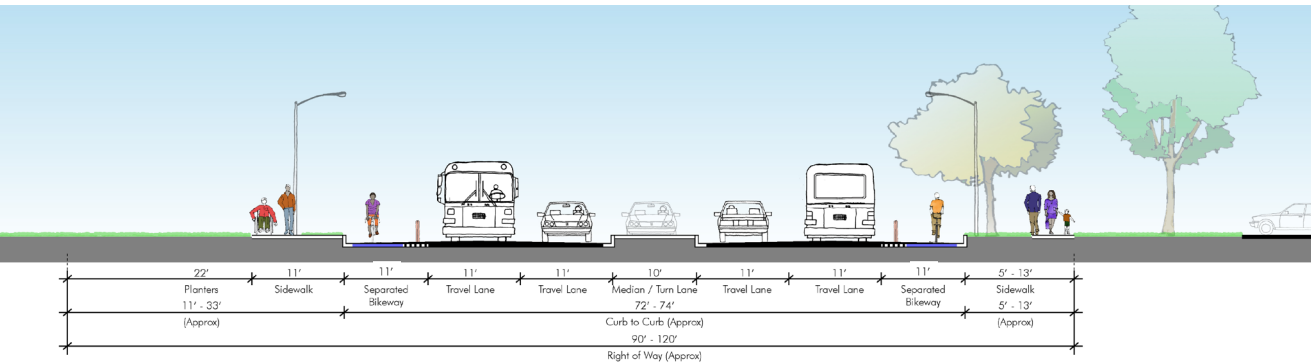 22' 11' 11' 11' 11' 10' 11' 11' 11' 5' - 13'
Planters Sidewalk Separated Bikeway Travel Lane Travel Lane Median / Turn Lane Travel Lane Travel Lane Separated Bikeway Sidewalk
11' - 33' 72' - 74' 5' - 13'
(Approx) Curb to Curb (Approx) (Approx)
90' - 120'
Right of Way (Approx)